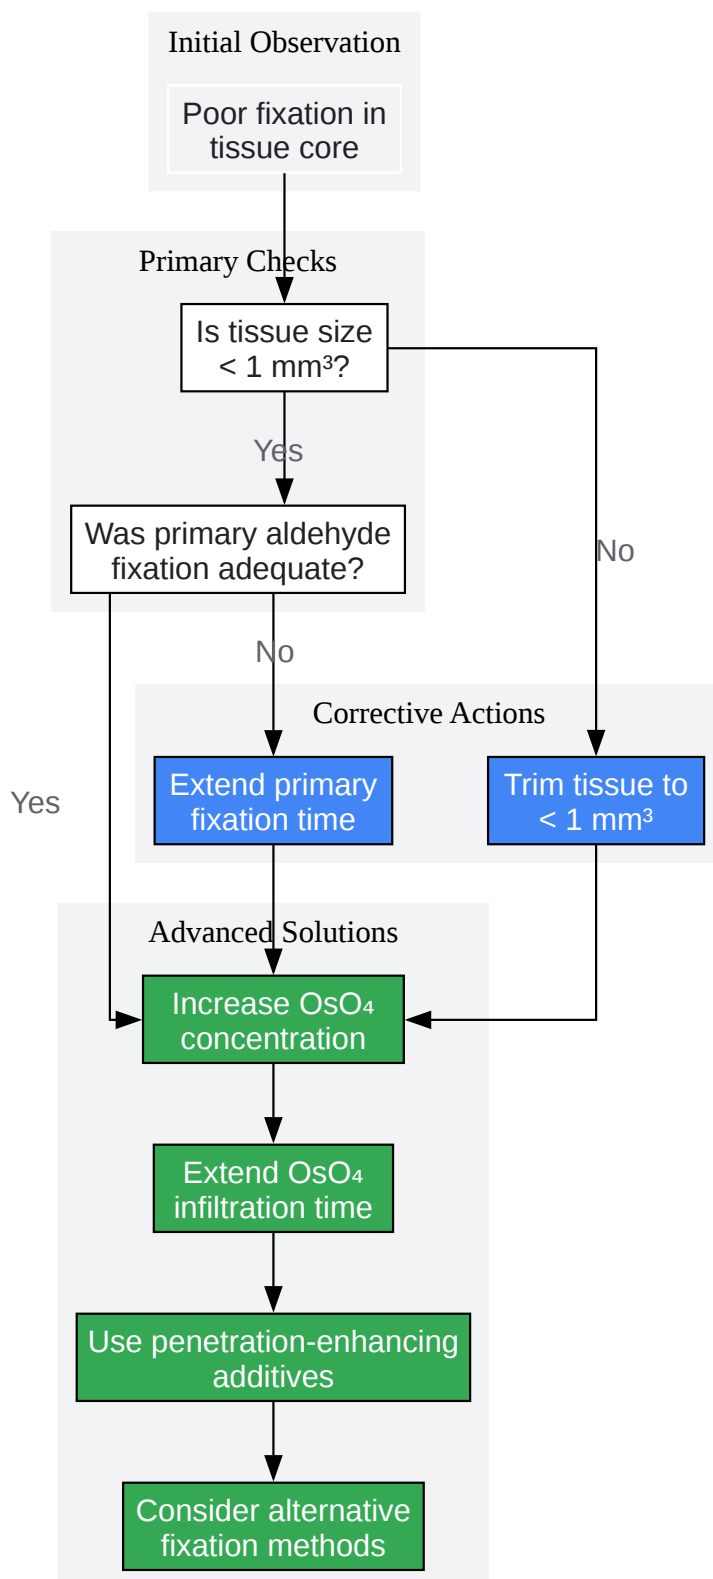 Initial Observation
Poor fixation in
tissue core
Primary Checks
Is tissue size
< 1 mm³?
Yes
Was primary aldehyde
fixation adequate?
No
No
Corrective Actions
Extend primary
fixation time
Trim tissue to
< 1 mm³
Yes
Advanced Solutions
Increase OsO₄
concentration
Extend OsO₄
infiltration time
Use penetration-enhancing
additives
Consider alternative
fixation methods